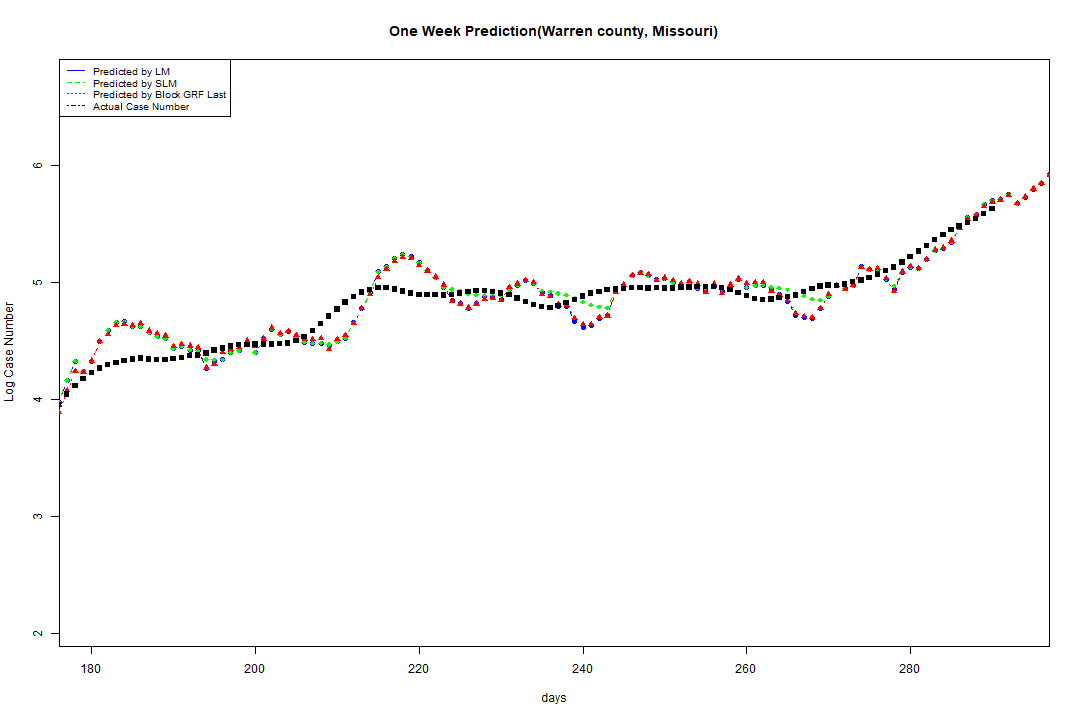 One Week Prediction(Warren county, Missouri)
Predicted by LM
Predicted by SLM
Predicted by Block GRF Last
Actual Case Number
6
5
4
3
2
Log Case Number
180 200 220 240 260 280
days